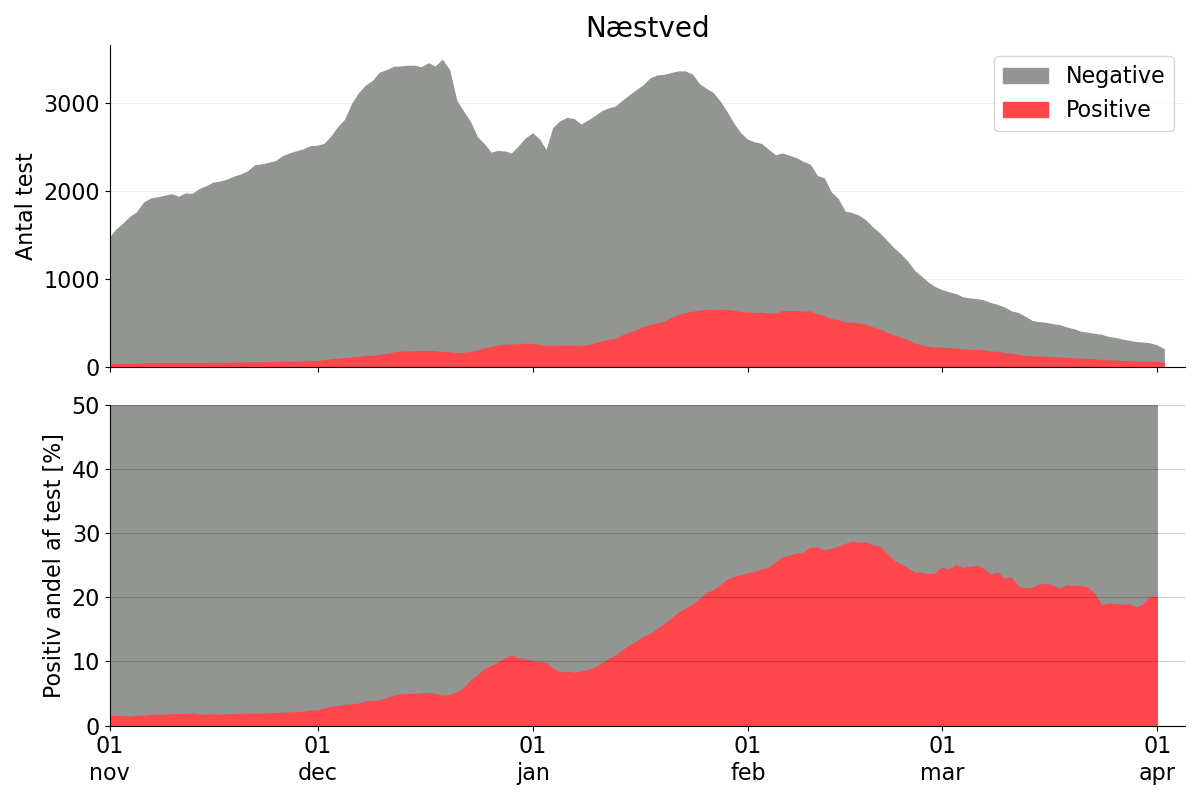 Næstved
Negative
Positive
Antal test
3000
2000
1000
0
Positiv andel af test [%]
50
40
30
20
10
0
01 01 01 01 01 01
nov dec jan feb mar apr